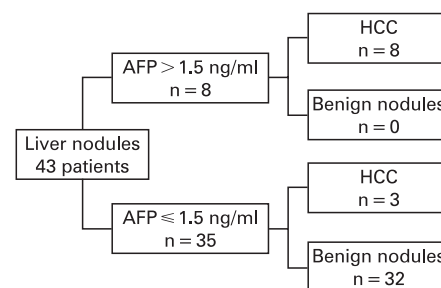 Liver nodules
43 patients
AFP > 1.5 ng/ml
n = 8
HCC
n = 8
Benign nodules
n = 0
AFP ≤ 1.5 ng/ml
n = 35
HCC
n = 3
Benign nodules
n = 32